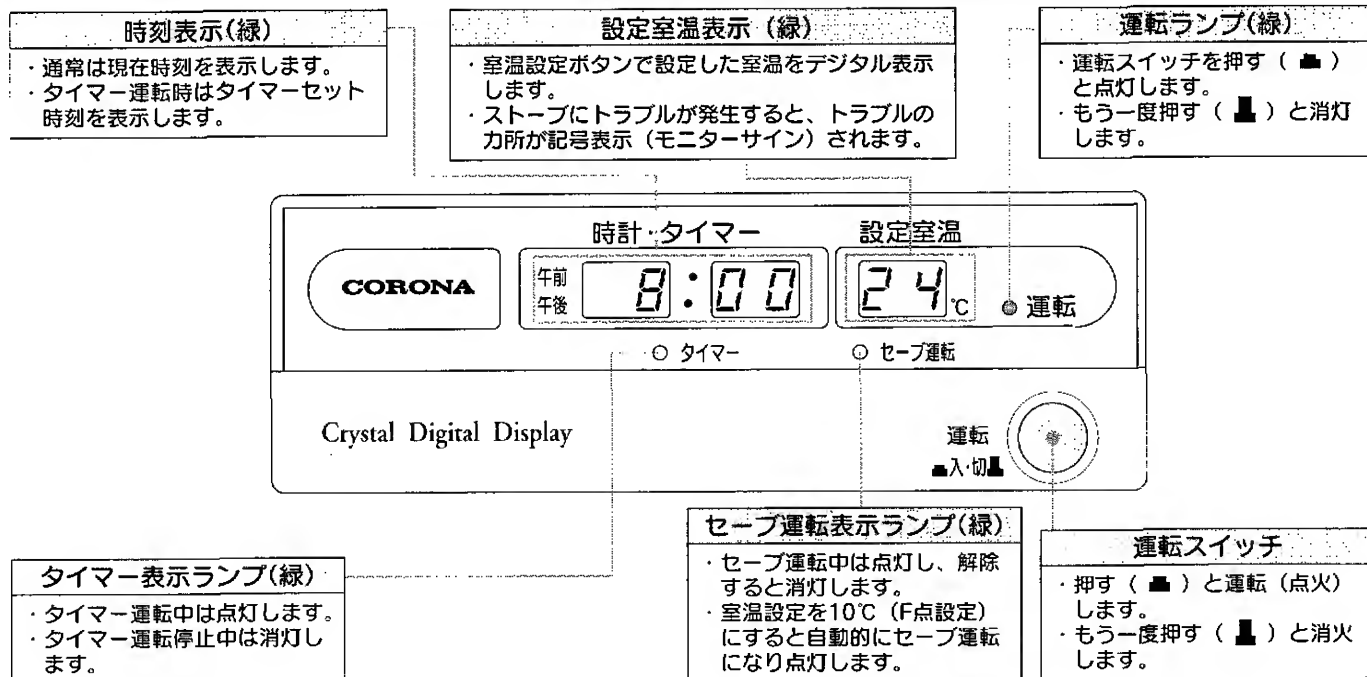 時刻表示(緑)
・通常は現在時刻を表示します。
・タイマー運転時はタイマーセット
時刻を表示します。
設定室温表示（緑）
・室温設定ボタンで設定した室温をデジタル表示
します。
・ストーブにトラブルが発生すると、トラブルの
カ所が記号表示（モニターサイン）されます。
運転ランプ(緑)
・運転スイッチを押す（ ）
と点灯します。
・もう一度押す（ ）と消灯
します。
時計・タイマー
設定室温
CORONA
午前
午後
8:00
24℃
運転
タイマー
セーブ運転
Crystal Digital Display
運転
入・切
タイマー表示ランプ(緑)
・タイマー運転中は点灯します。
・タイマー運転停止中は消灯し
ます。
セーブ運転表示ランプ(緑)
・セーブ運転中は点灯し、解除
すると消灯します。
・室温設定を10℃（F点設定）
にすると自動的にセーブ運転
になり点灯します。
運転スイッチ
・押す（ ）と運転（点火）
します。
・もう一度押す（ ）と消火
します。